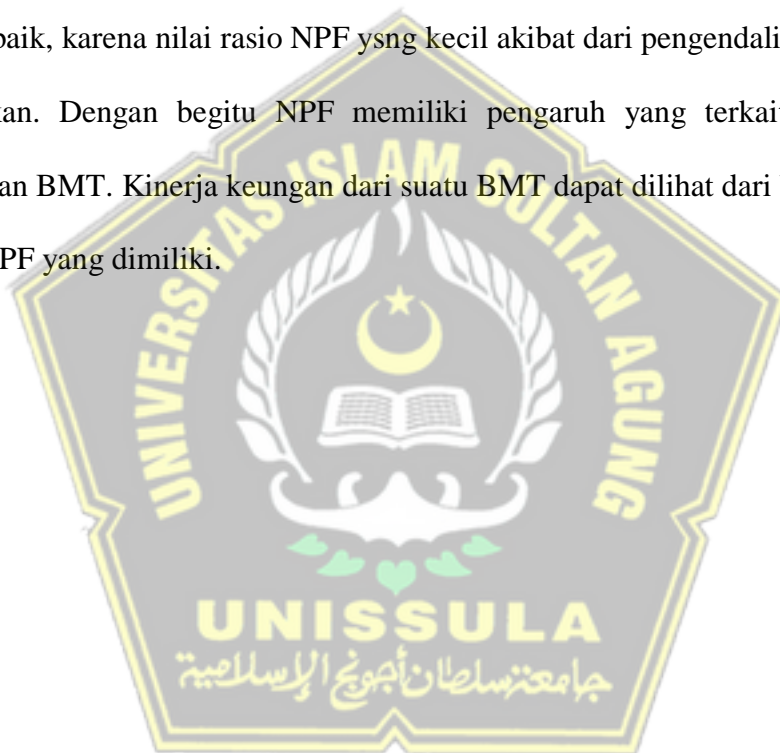 baik, karena nilai rasio NPF ysng kecil akibat dari pengendali
kan. Dengan begitu NPF memiliki pengaruh yang terkait
an BMT. Kinerja keungan dari suatu BMT dapat dilihat dari
PF yang dimiliki.
UNIVERSITAS ISLAM SULTAN AGUNG
UNISSULA
جامعة سلطان أجونج الإسلامية